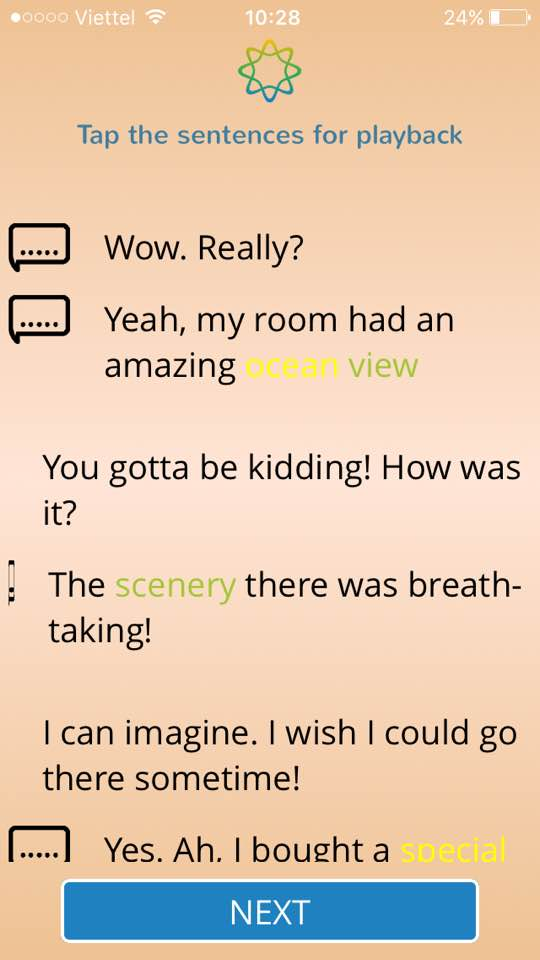 Viettel 10:28 24%
Tap the sentences for playback
Wow. Really?
Yeah, my room had an
amazing ocean view
You gotta be kidding! How was
it?
The scenery there was breath-
taking!
I can imagine. I wish I could go
there sometime!
Yes. Ah, I bought a special
NEXT